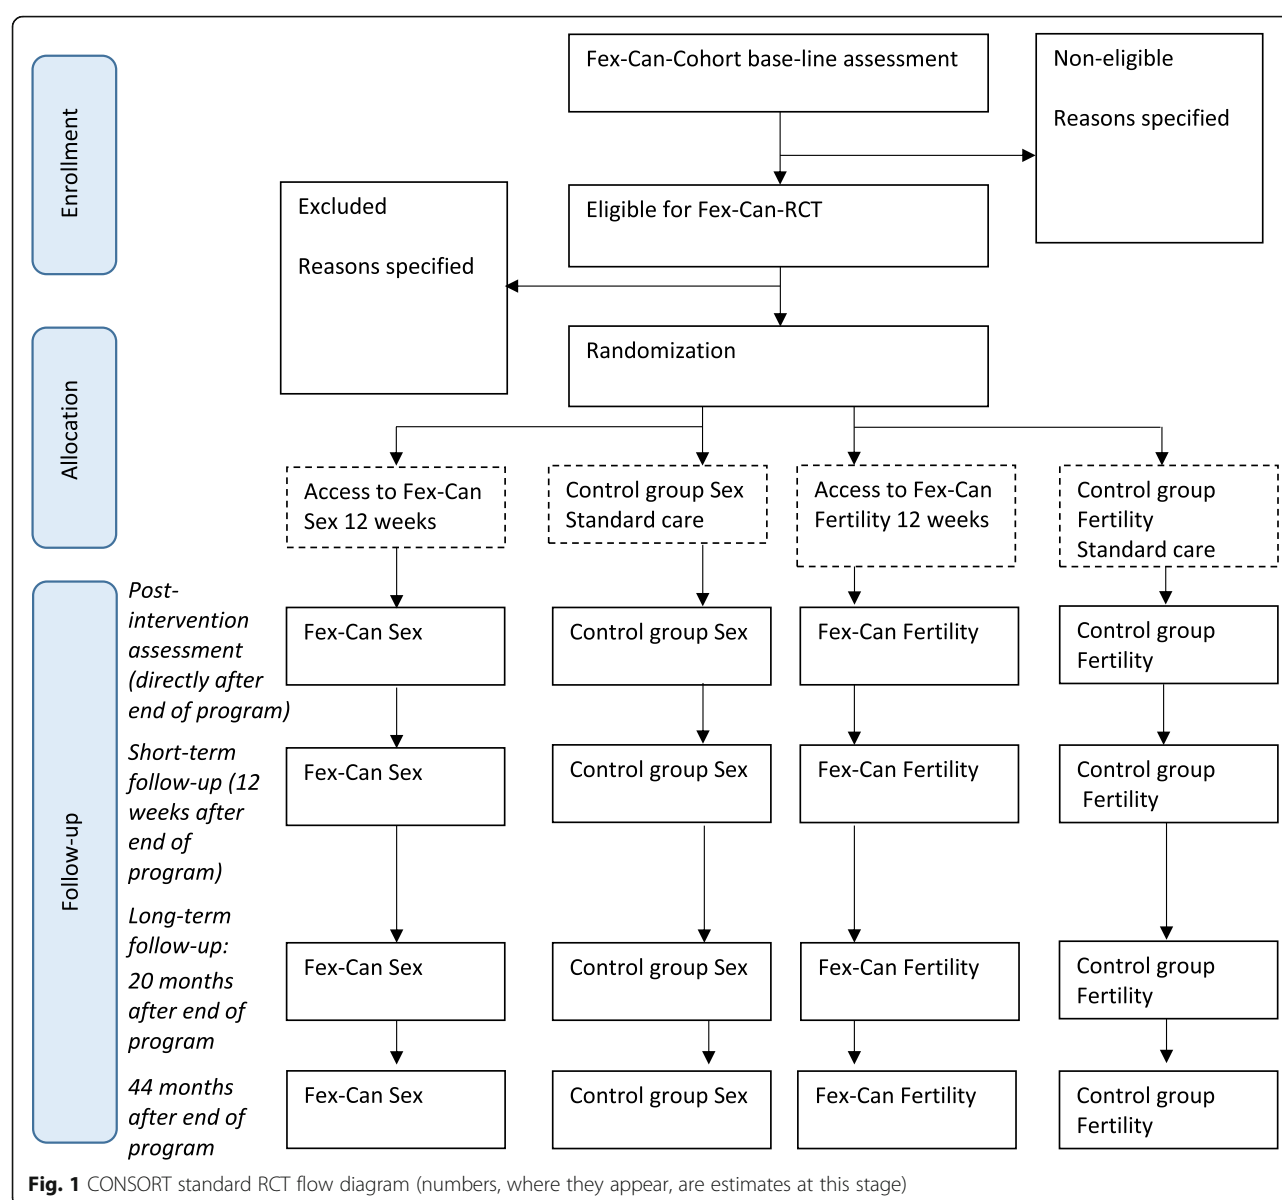 Enrollment
Fex-Can-Cohort base-line assessment
Non-eligible
Reasons specified
Excluded
Reasons specified
Eligible for Fex-Can-RCT
Allocation
Randomization
Access to Fex-Can
Sex 12 weeks
Control group Sex
Standard care
Access to Fex-Can
Fertility 12 weeks
Control group
Fertility
Standard care
Follow-up
Post-
intervention
assessment
(directly after
end of program)
Fex-Can Sex
Control group Sex
Fex-Can Fertility
Control group
Fertility
Short-term
follow-up (12
weeks after
end of
program)
Fex-Can Sex
Control group Sex
Fex-Can Fertility
Control group
Fertility
Long-term
follow-up:
20 months
after end of
program
Fex-Can Sex
Control group Sex
Fex-Can Fertility
Control group
Fertility
44 months
after end of
program
Fex-Can Sex
Control group Sex
Fex-Can Fertility
Control group
Fertility
Fig. 1 CONSORT standard RCT flow diagram (numbers, where they appear, are estimates at this stage)